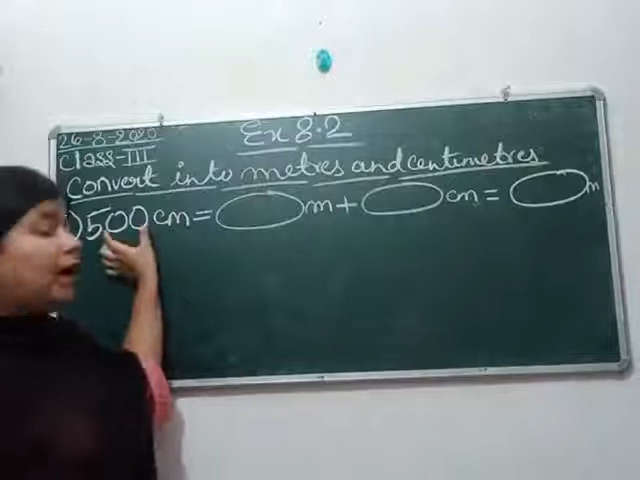 26-8-2020
Ex 8.2
Class-III
Convert into metres and centimetres
) 500 cm = m + cm = m